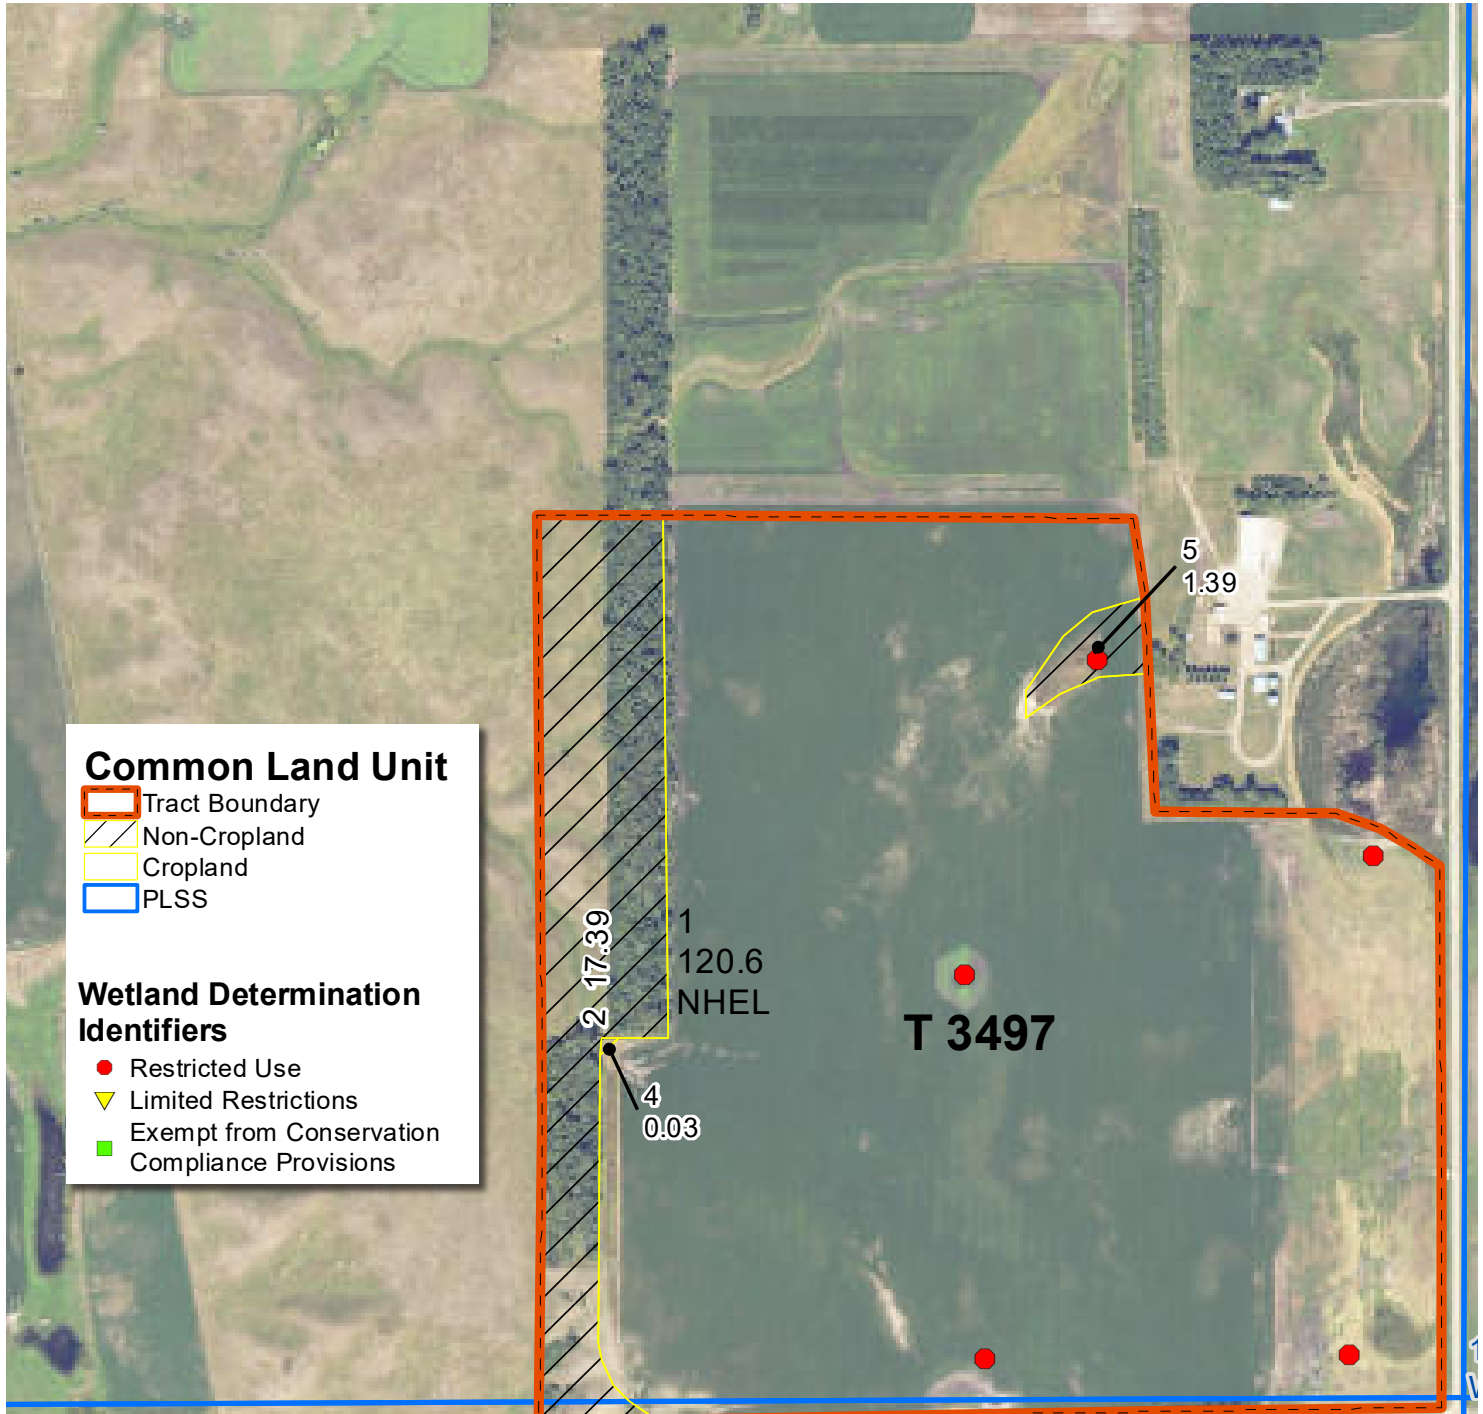 5
1.39
Common Land Unit
Tract Boundary
Non-Cropland
Cropland
PLSS
Wetland Determination
Identifiers
Restricted Use
Limited Restrictions
Exempt from Conservation
Compliance Provisions
2 17.39
1
120.6
NHEL
T 3497
4
0.03